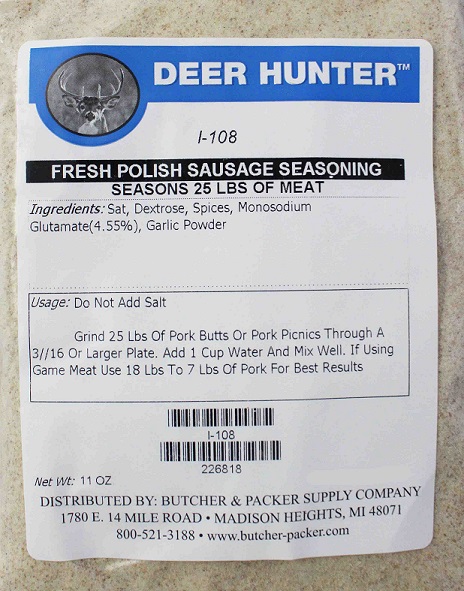 DEER HUNTER™
I-108
FRESH POLISH SAUSAGE SEASONING
SEASONS 25 LBS OF MEAT
Ingredients: Sat, Dextrose, Spices, Monosodium
Glutamate(4.55%), Garlic Powder
Usage: Do Not Add Salt
Grind 25 Lbs Of Pork Butts Or Pork Picnics Through A
3//16 Or Larger Plate. Add 1 Cup Water And Mix Well. If Using
Game Meat Use 18 Lbs To 7 Lbs Of Pork For Best Results
I-108
226818
Net Wt: 11 OZ
DISTRIBUTED BY: BUTCHER & PACKER SUPPLY COMPANY
1780 E. 14 MILE ROAD • MADISON HEIGHTS, MI 48071
800-521-3188 • www.butcher-packer.com